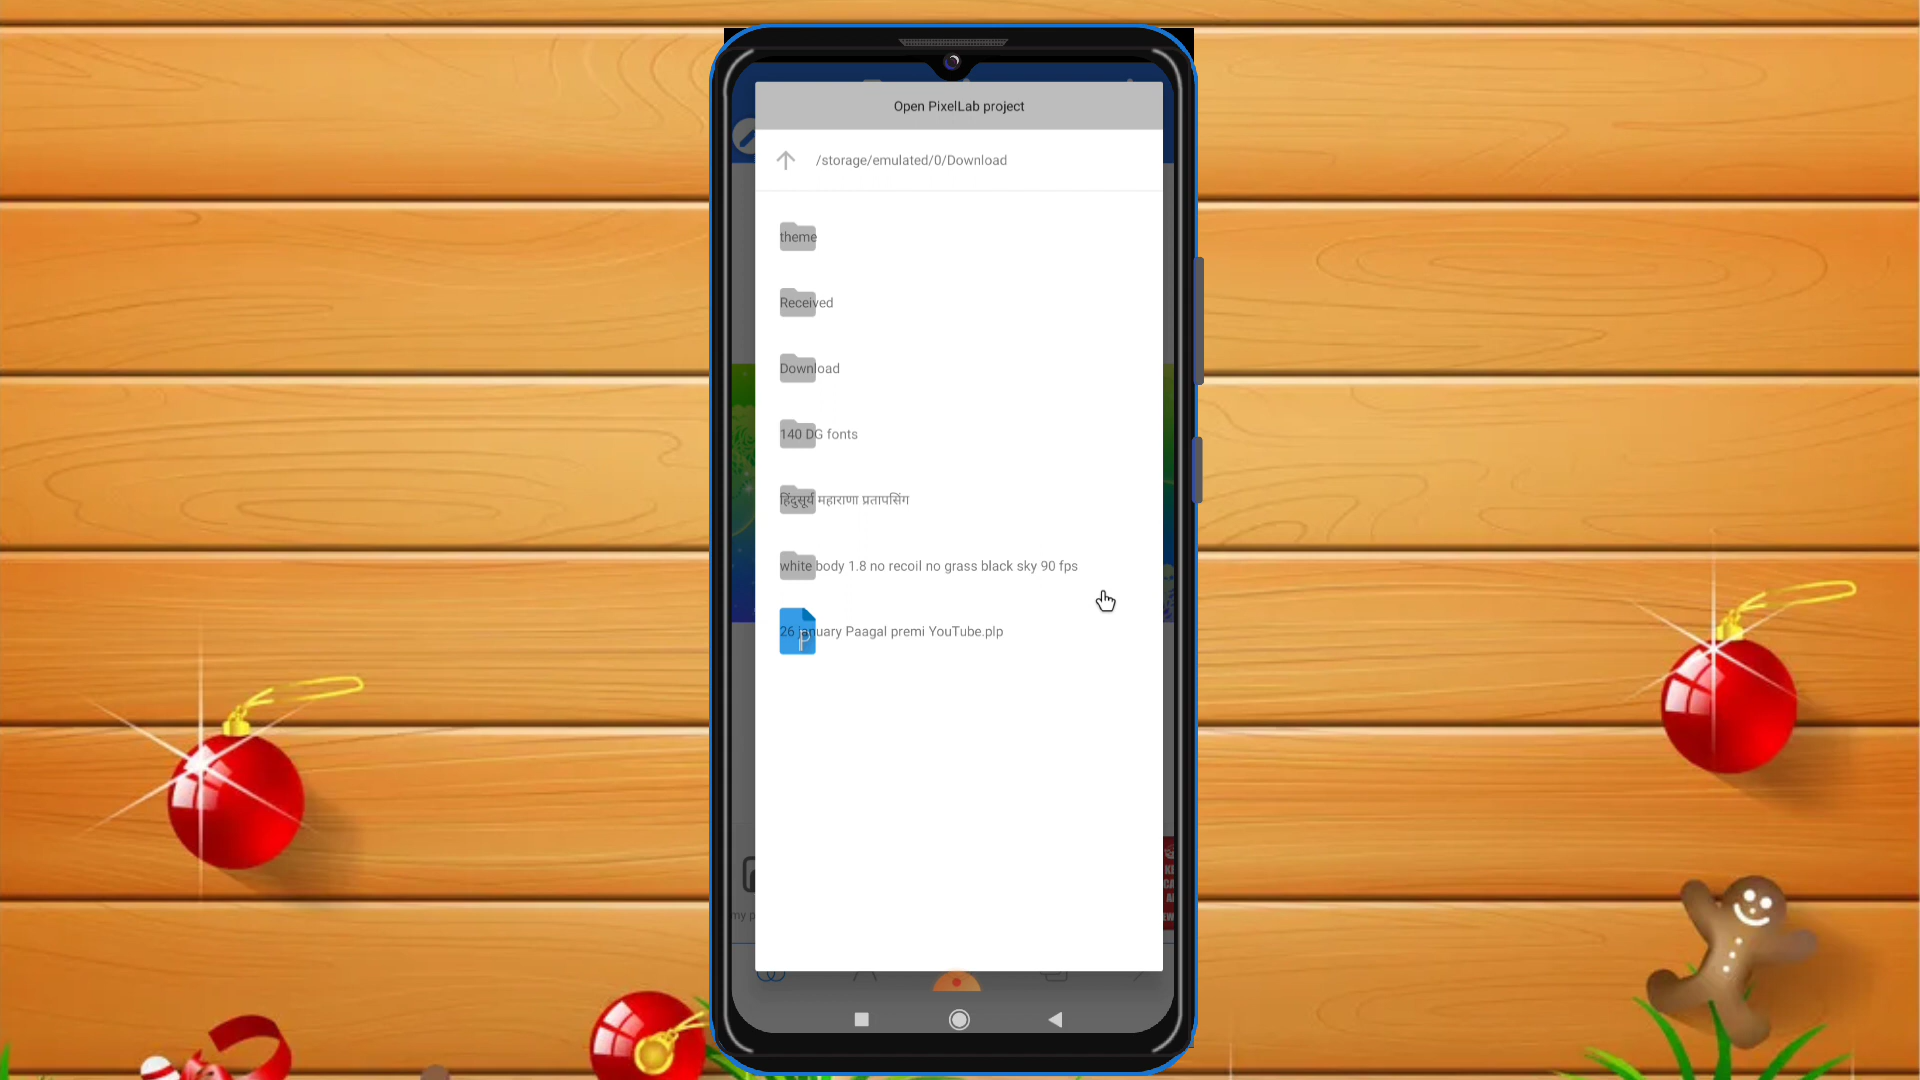 Open PixelLab project
/storage/emulated/0/Download
theme
Received
Download
140 DG fonts
हिंदुसूर्य महाराणा प्रतापसिंग
white body 1.8 no recoil no grass black sky 90 fps
26 january Paagal premi YouTube.plp
my p